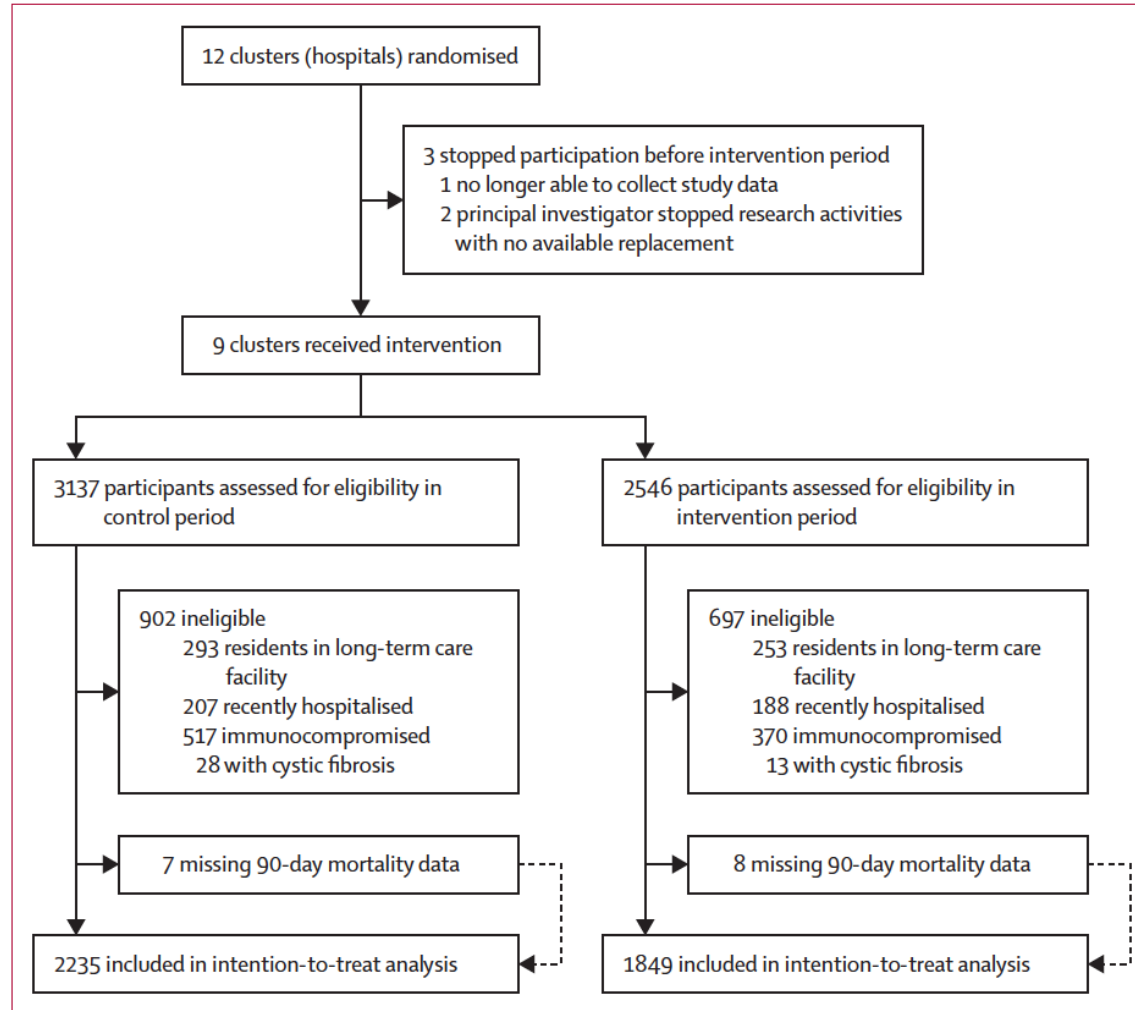 12 clusters (hospitals) randomised
3 stopped participation before intervention period
1 no longer able to collect study data
2 principal investigator stopped research activities
with no available replacement
9 clusters received intervention
3137 participants assessed for eligibility in
control period
2546 participants assessed for eligibility in
intervention period
902 ineligible
293 residents in long-term care
facility
207 recently hospitalised
517 immunocompromised
28 with cystic fibrosis
697 ineligible
253 residents in long-term care
facility
188 recently hospitalised
370 immunocompromised
13 with cystic fibrosis
7 missing 90-day mortality data
8 missing 90-day mortality data
2235 included in intention-to-treat analysis
1849 included in intention-to-treat analysis